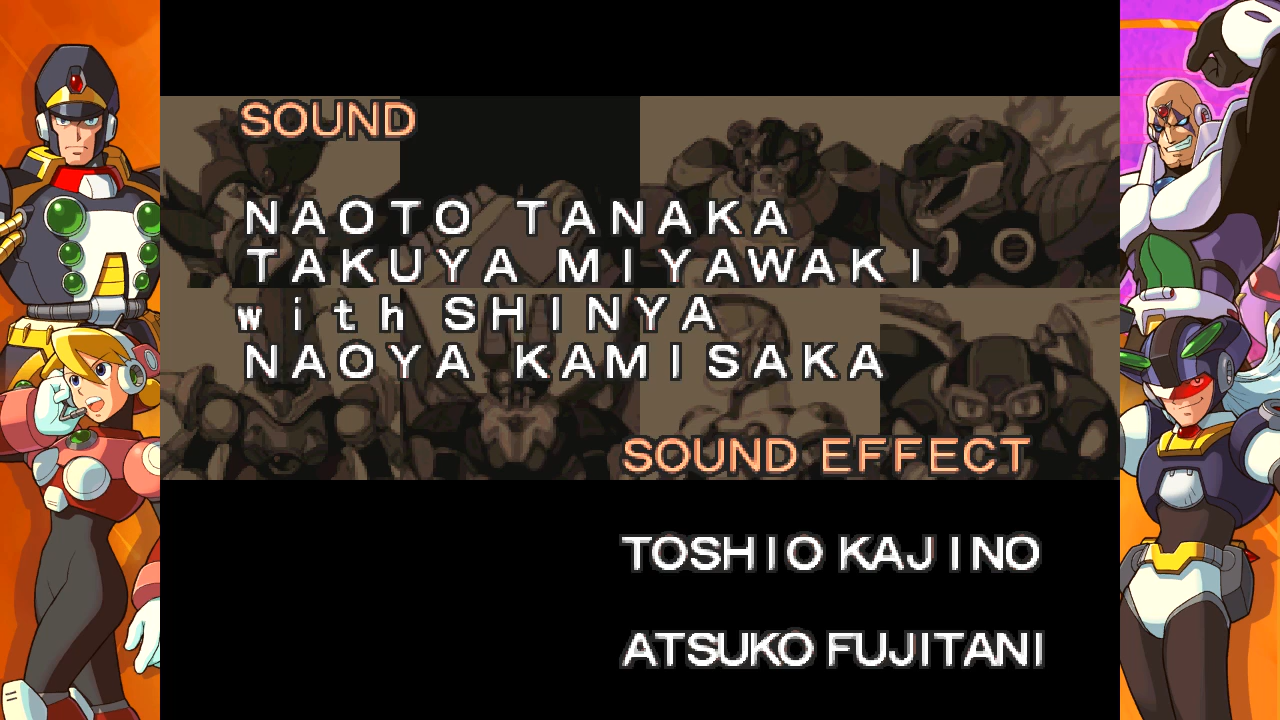 SOUND
NAOTO TANAKA
TAKUYA MIYAWAKI
with SHINYA
NAOYA KAMISAKA
SOUND EFFECT
TOSHIO KAJINO
ATSUKO FUJITANI